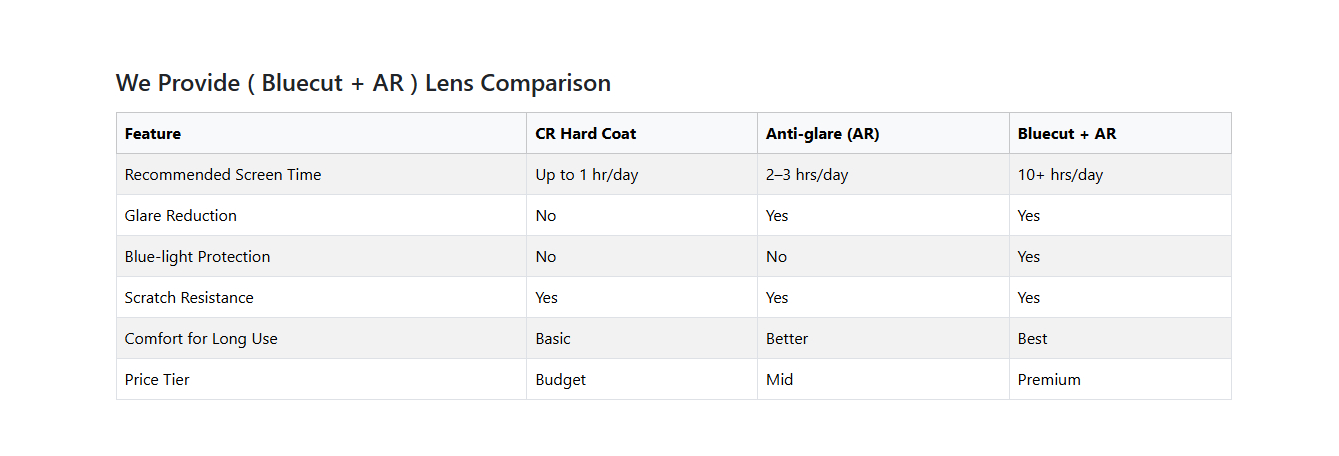 We Provide ( Bluecut + AR ) Lens Comparison
Feature CR Hard Coat Anti-glare (AR) Bluecut + AR
Recommended Screen Time Up to 1 hr/day 2–3 hrs/day 10+ hrs/day
Glare Reduction No Yes Yes
Blue-light Protection No No Yes
Scratch Resistance Yes Yes Yes
Comfort for Long Use Basic Better Best
Price Tier Budget Mid Premium